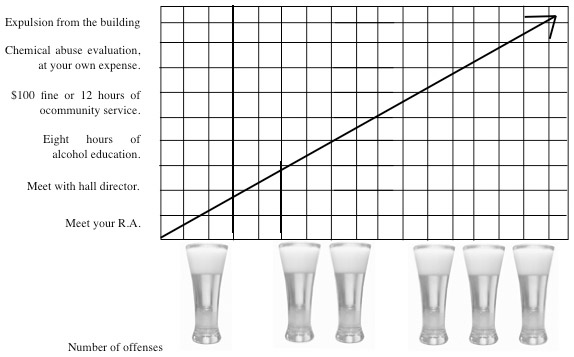 Expulsion from the building
Chemical abuse evaluation,
at your own expense.
$100 fine or 12 hours of
ocommunity service.
Eight hours of
alcohol education.
Meet with hall director.
Meet your R.A.
Number of offenses